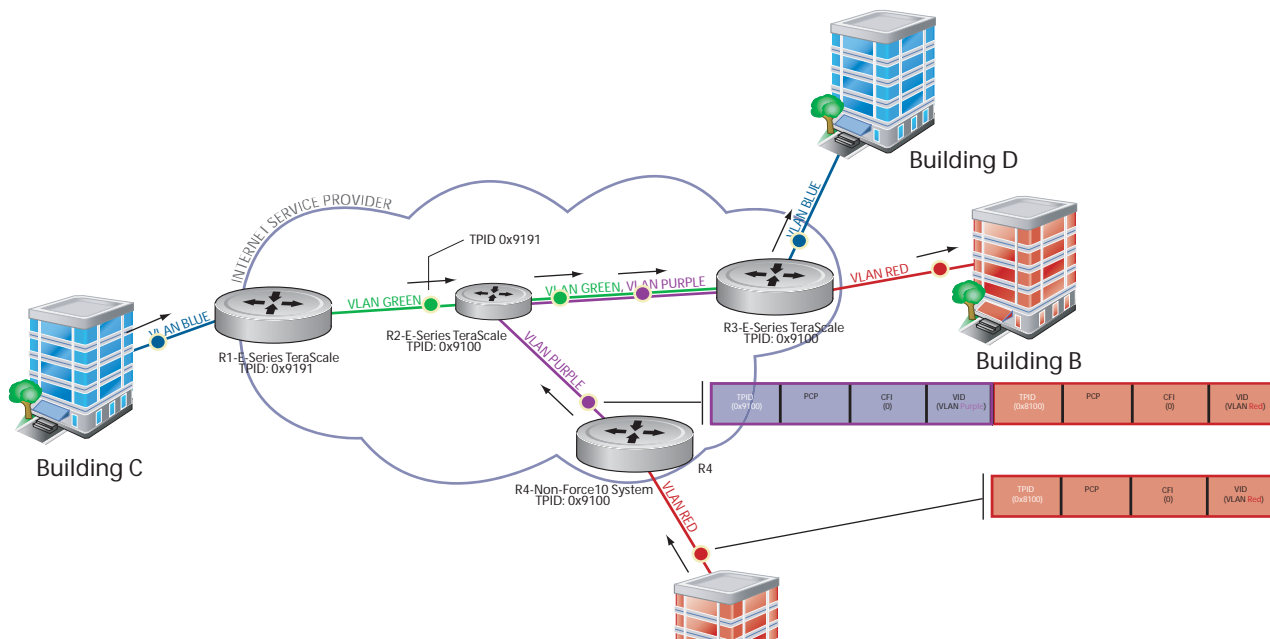 Building D
INTERNET SERVICE PROVIDER
VLAN BLUE
TPID 0x9191
VLAN RED
VLAN GREEN, VLAN PURPLE
VLAN GREEN
VLAN BLUE
R3-E-Series TeraScale
TPID: 0x9100
R2-E-Series TeraScale
TPID: 0x9100
R1-E-Series TeraScale
TPID: 0x9191
Building B
VLAN PURPLE
TPID
(0x9100)
PCP
CFI
(0)
VID
(VLAN Purple)
TPID
(0x8100)
PCP
CFI
(0)
VID
(VLAN Red)
Building C
R4
R4-Non-Force10 System
TPID: 0x9100
VLAN RED
TPID
(0x8100)
PCP
CFI
(0)
VID
(VLAN Red)